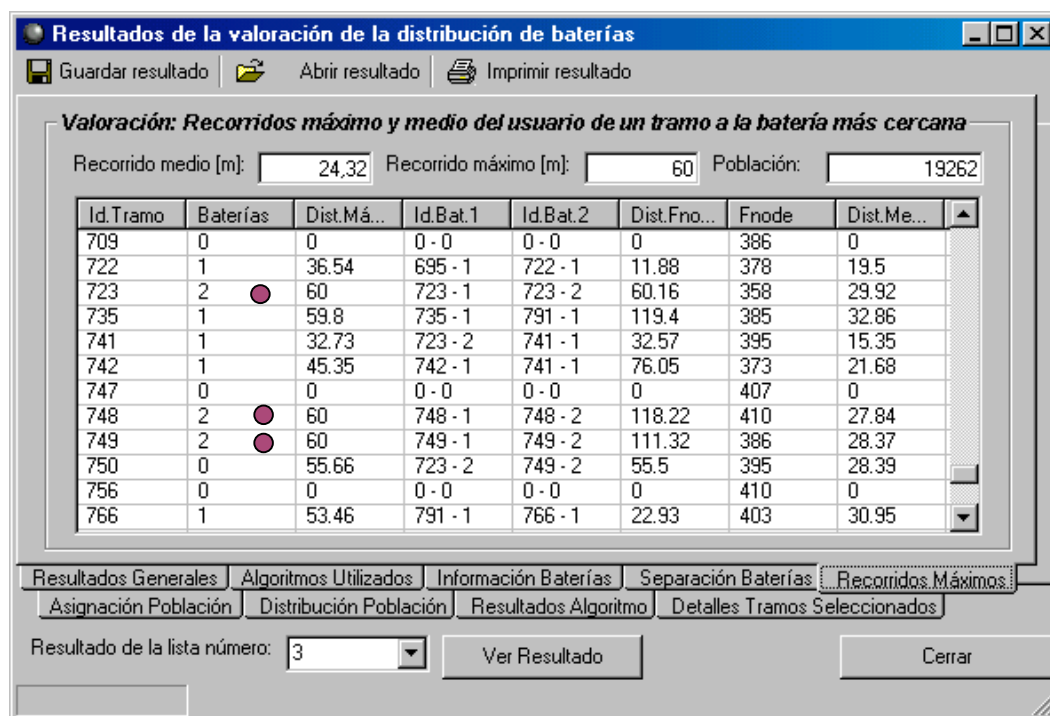 Resultados de la valoración de la distribución de baterías
Guardar resultado Abrir resultado Imprimir resultado
Valoración: Recorridos máximo y medio del usuario de un tramo a la batería más cercana
Recorrido medio [m]: 24,32 Recorrido máximo [m]: 60 Población: 19262
Id.Tramo Baterías Dist.Má... Id.Bat.1 Id.Bat.2 Dist.Fno... Fnode Dist.Me...
709 0 0 0 - 0 0 - 0 0 386 0
722 1 36.54 695 - 1 722 - 1 11.88 378 19.5
723 2 60 723 - 1 723 - 2 60.16 358 29.92
735 1 59.8 735 - 1 791 - 1 119.4 385 32.86
741 1 32.73 723 - 2 741 - 1 32.57 395 15.35
742 1 45.35 742 - 1 741 - 1 76.05 373 21.68
747 0 0 0 - 0 0 - 0 0 407 0
748 2 60 748 - 1 748 - 2 118.22 410 27.84
749 2 60 749 - 1 749 - 2 111.32 386 28.37
750 0 55.66 723 - 2 749 - 2 55.5 395 28.39
756 0 0 0 - 0 0 - 0 0 410 0
766 1 53.46 791 - 1 766 - 1 22.93 403 30.95
Resultados Generales Algoritmos Utilizados Información Baterías Separación Baterías Recorridos Máximos
Asignación Población Distribución Población Resultados Algoritmo Detalles Tramos Seleccionados
Resultado de la lista número: 3 Ver Resultado Cerrar